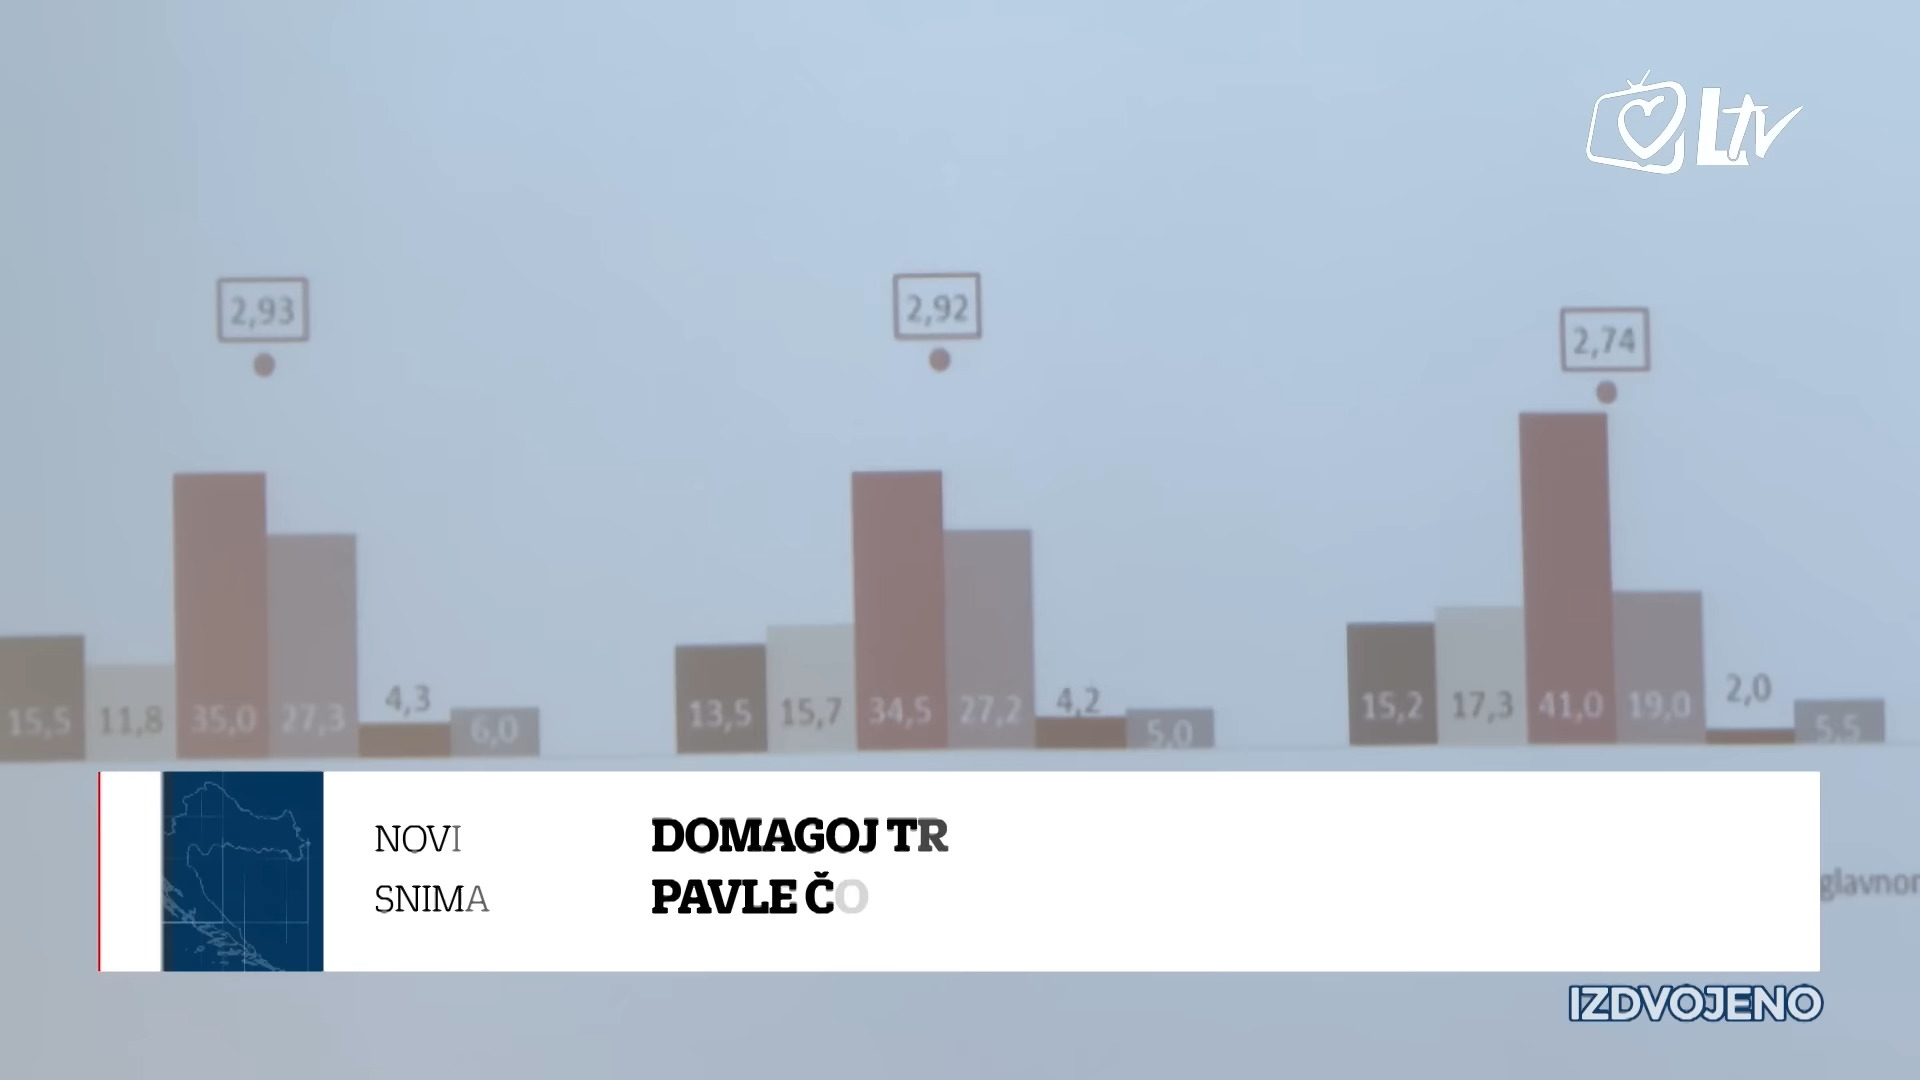 LTV
2,93
2,92
2,74
15,5 11,8 35,0 27,3 4,3 6,0
13,5 15,7 34,5 27,2 4,2 5,0
15,2 17,3 41,0 19,0 2,0 5,5
NOVI DOMAGOJ TR
SNIMA PAVLE ČO
IZDVOJENO